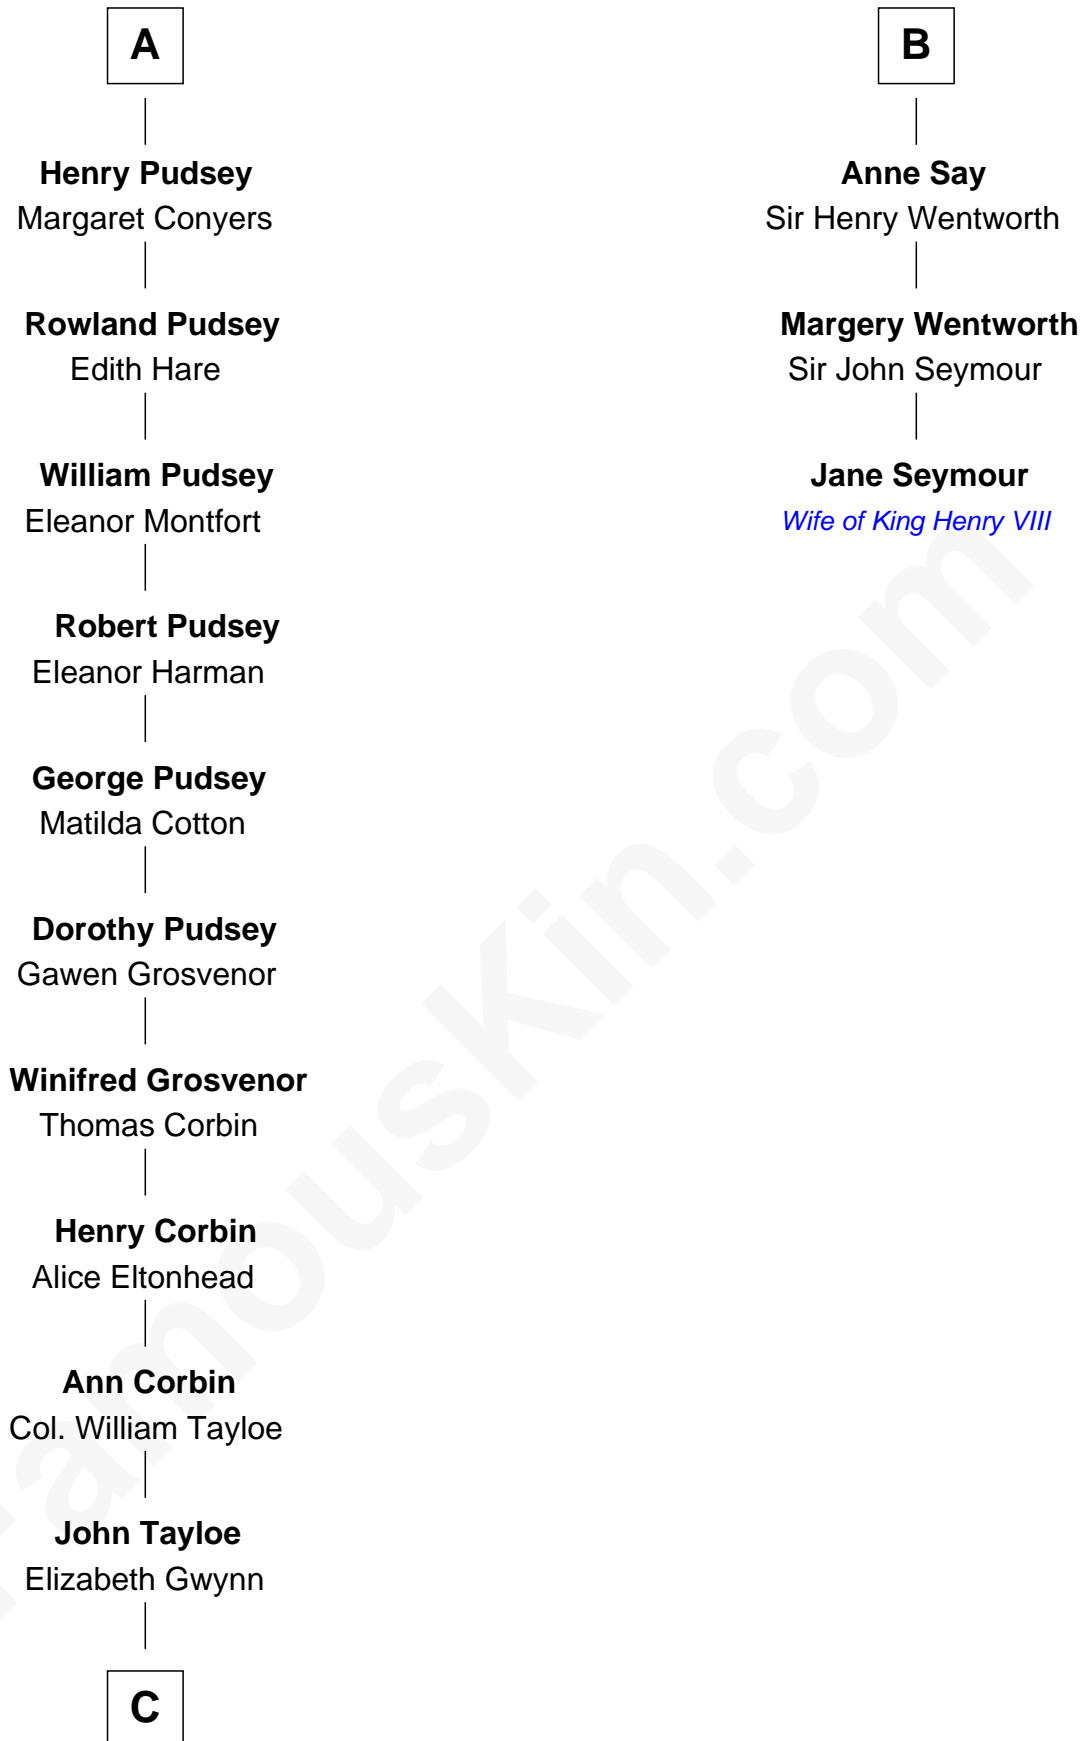 A
Henry Pudsey
Margaret Conyers
Rowland Pudsey
Edith Hare
William Pudsey
Eleanor Montfort
Robert Pudsey
Eleanor Harman
George Pudsey
Matilda Cotton
Dorothy Pudsey
Gawen Grosvenor
Winifred Grosvenor
Thomas Corbin
Henry Corbin
Alice Eltonhead
Ann Corbin
Col. William Tayloe
John Tayloe
Elizabeth Gwynn
C
B
Anne Say
Sir Henry Wentworth
Margery Wentworth
Sir John Seymour
Jane Seymour
Wife of King Henry VIII
FamousKin.com